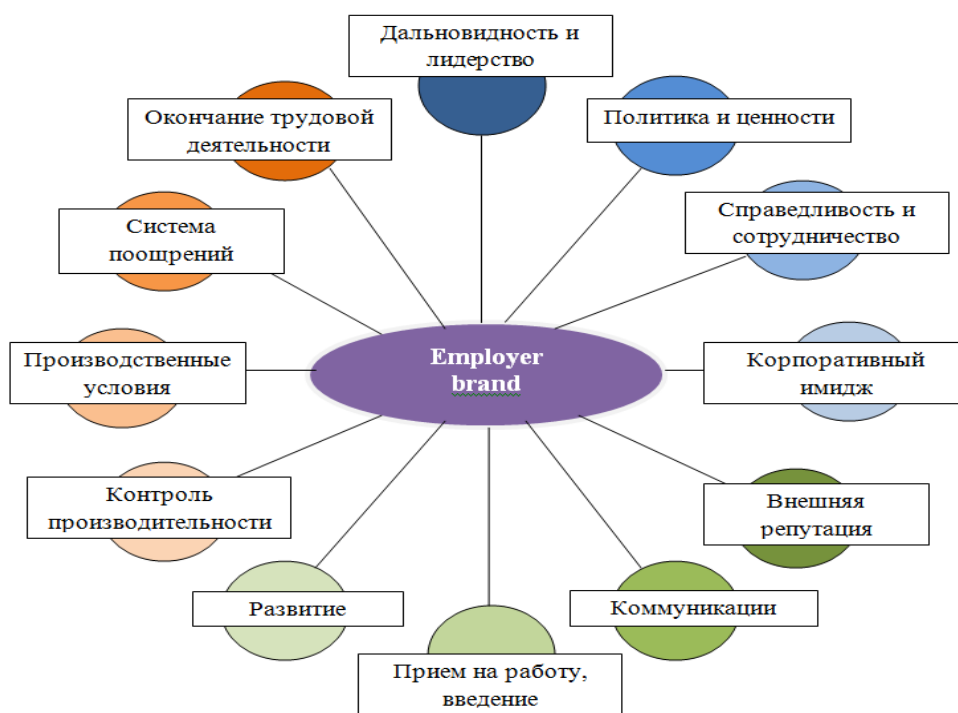 Дальновидность и
лидерство
Политика и ценности
Справедливость и
сотрудничество
Корпоративный
имидж
Внешняя
репутация
Коммуникации
Прием на работу,
введение
Развитие
Контроль
производительности
Производственные
условия
Система
поощрений
Окончание трудовой
деятельности
Employer
brand